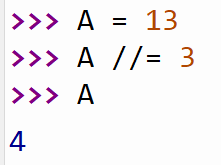 >>> A = 13
>>> A //= 3
>>> A
4